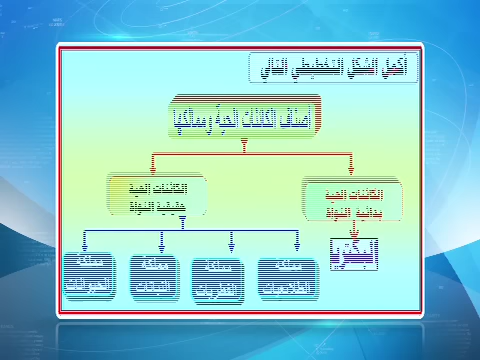 أكمل الشكل التخطيطي التالي
أصناف الكائنات الحية وممالكها
الكائنات الحية
بدائية النواة
الكائنات الحية
حقيقية النواة
البكتريا
مملكة
الطلائعيات
مملكة
الفطريات
مملكة
النباتات
مملكة
الحيوانات